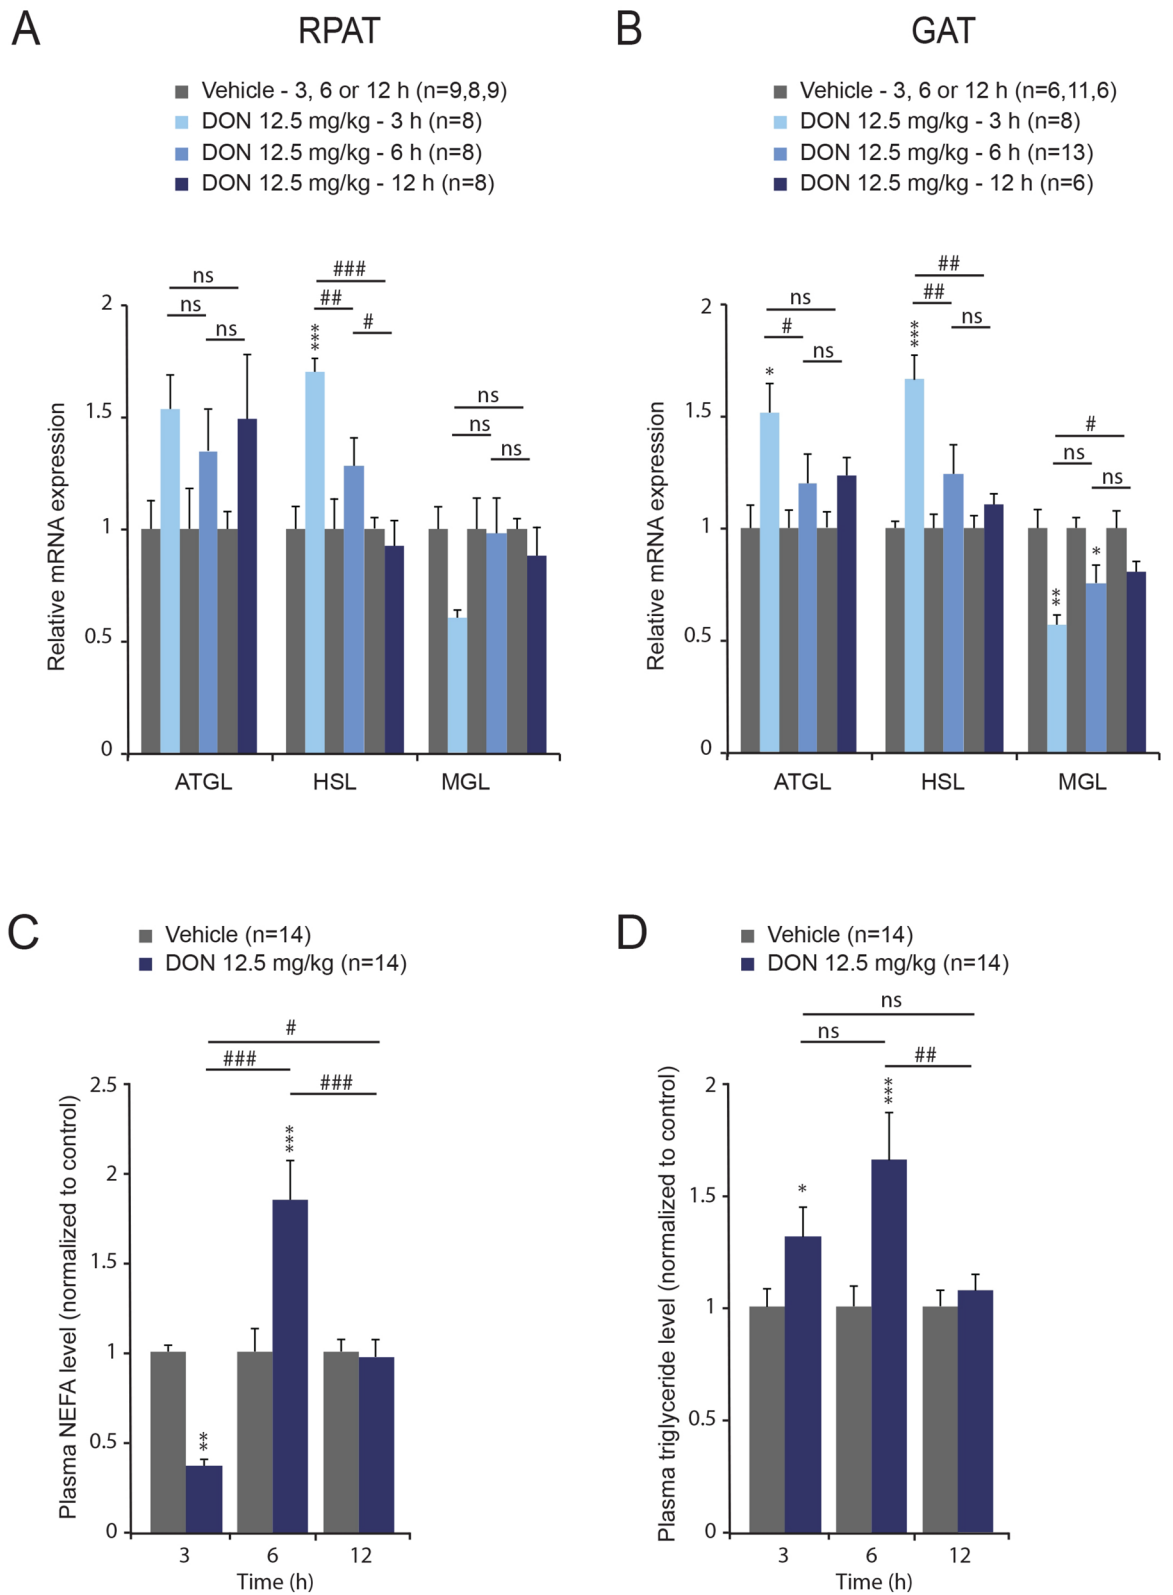 A
RPAT
Vehicle - 3, 6 or 12 h (n=9,8,9)
DON 12.5 mg/kg - 3 h (n=8)
DON 12.5 mg/kg - 6 h (n=8)
DON 12.5 mg/kg - 12 h (n=8)
ns
ns
ns
###
##
#
***
ns
ns
ns
Relative mRNA expression
2
1.5
1
0.5
0
ATGL
HSL
MGL
B
GAT
Vehicle - 3, 6 or 12 h (n=6,11,6)
DON 12.5 mg/kg - 3 h (n=8)
DON 12.5 mg/kg - 6 h (n=13)
DON 12.5 mg/kg - 12 h (n=6)
ns
#
ns
*
##
##
ns
***
#
ns
ns
**
*
Relative mRNA expression
2
1.5
1
0.5
0
ATGL
HSL
MGL
C
Vehicle (n=14)
DON 12.5 mg/kg (n=14)
#
###
###
***
**
Plasma NEFA level (normalized to control)
2.5
2
1.5
1
0.5
0
3
6
12
Time (h)
D
Vehicle (n=14)
DON 12.5 mg/kg (n=14)
ns
ns
##
***
*
Plasma triglyceride level (normalized to control)
2
1.5
1
0.5
0
3
6
12
Time (h)